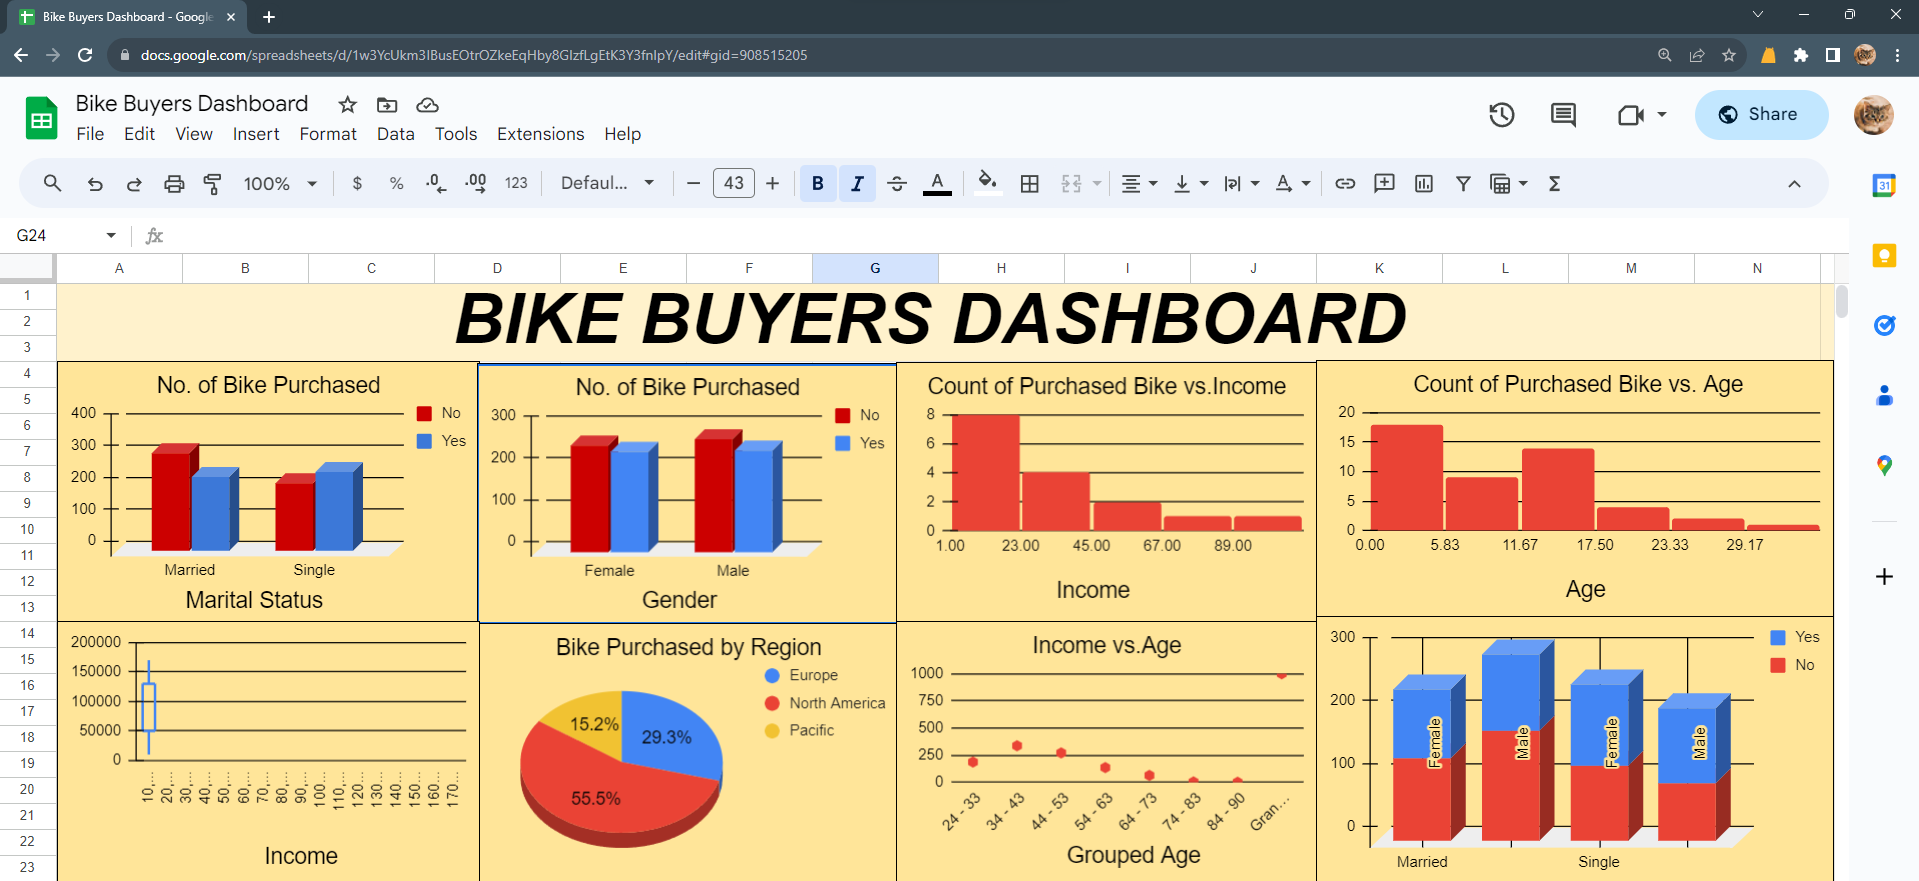 Bike Buyers Dashboard - Google
docs.google.com/spreadsheets/d/1w3YcUkm3IBusEOtrOZkeEqHby8GIzfLgEtK3Y3fnIpY/edit#gid=908515205
Bike Buyers Dashboard
File Edit View Insert Format Data Tools Extensions Help
Share
100% $ % .0 .00 123 Defaul... 43 B I A Σ
31
G24 fx
A B C D E F G H I J K L M N
1
2
3
4
5
6
7
8
9
10
11
12
13
14
15
16
17
18
19
20
21
22
23
BIKE BUYERS DASHBOARD
No. of Bike Purchased
400
300
200
100
0
No
Yes
Married Single
Marital Status
No. of Bike Purchased
300
200
100
0
No
Yes
Female Male
Gender
Count of Purchased Bike vs.Income
8
6
4
2
0
1.00 23.00 45.00 67.00 89.00
Income
Count of Purchased Bike vs. Age
20
15
10
5
0
0.00 5.83 11.67 17.50 23.33 29.17
Age
200000
150000
100000
50000
0
10,... 20,... 30,... 40,... 50,... 60,... 70,... 80,... 90,... 100... 110,... 120... 130... 140... 150... 160... 170...
Income
Bike Purchased by Region
Europe
North America
Pacific
15.2%
29.3%
55.5%
Income vs.Age
1000
750
500
250
0
24 - 33 34 - 43 44 - 53 54 - 63 64 - 73 74 - 83 84 - 90 Gran...
Grouped Age
300
200
100
0
Yes
No
Female Male Female Male
Married Single